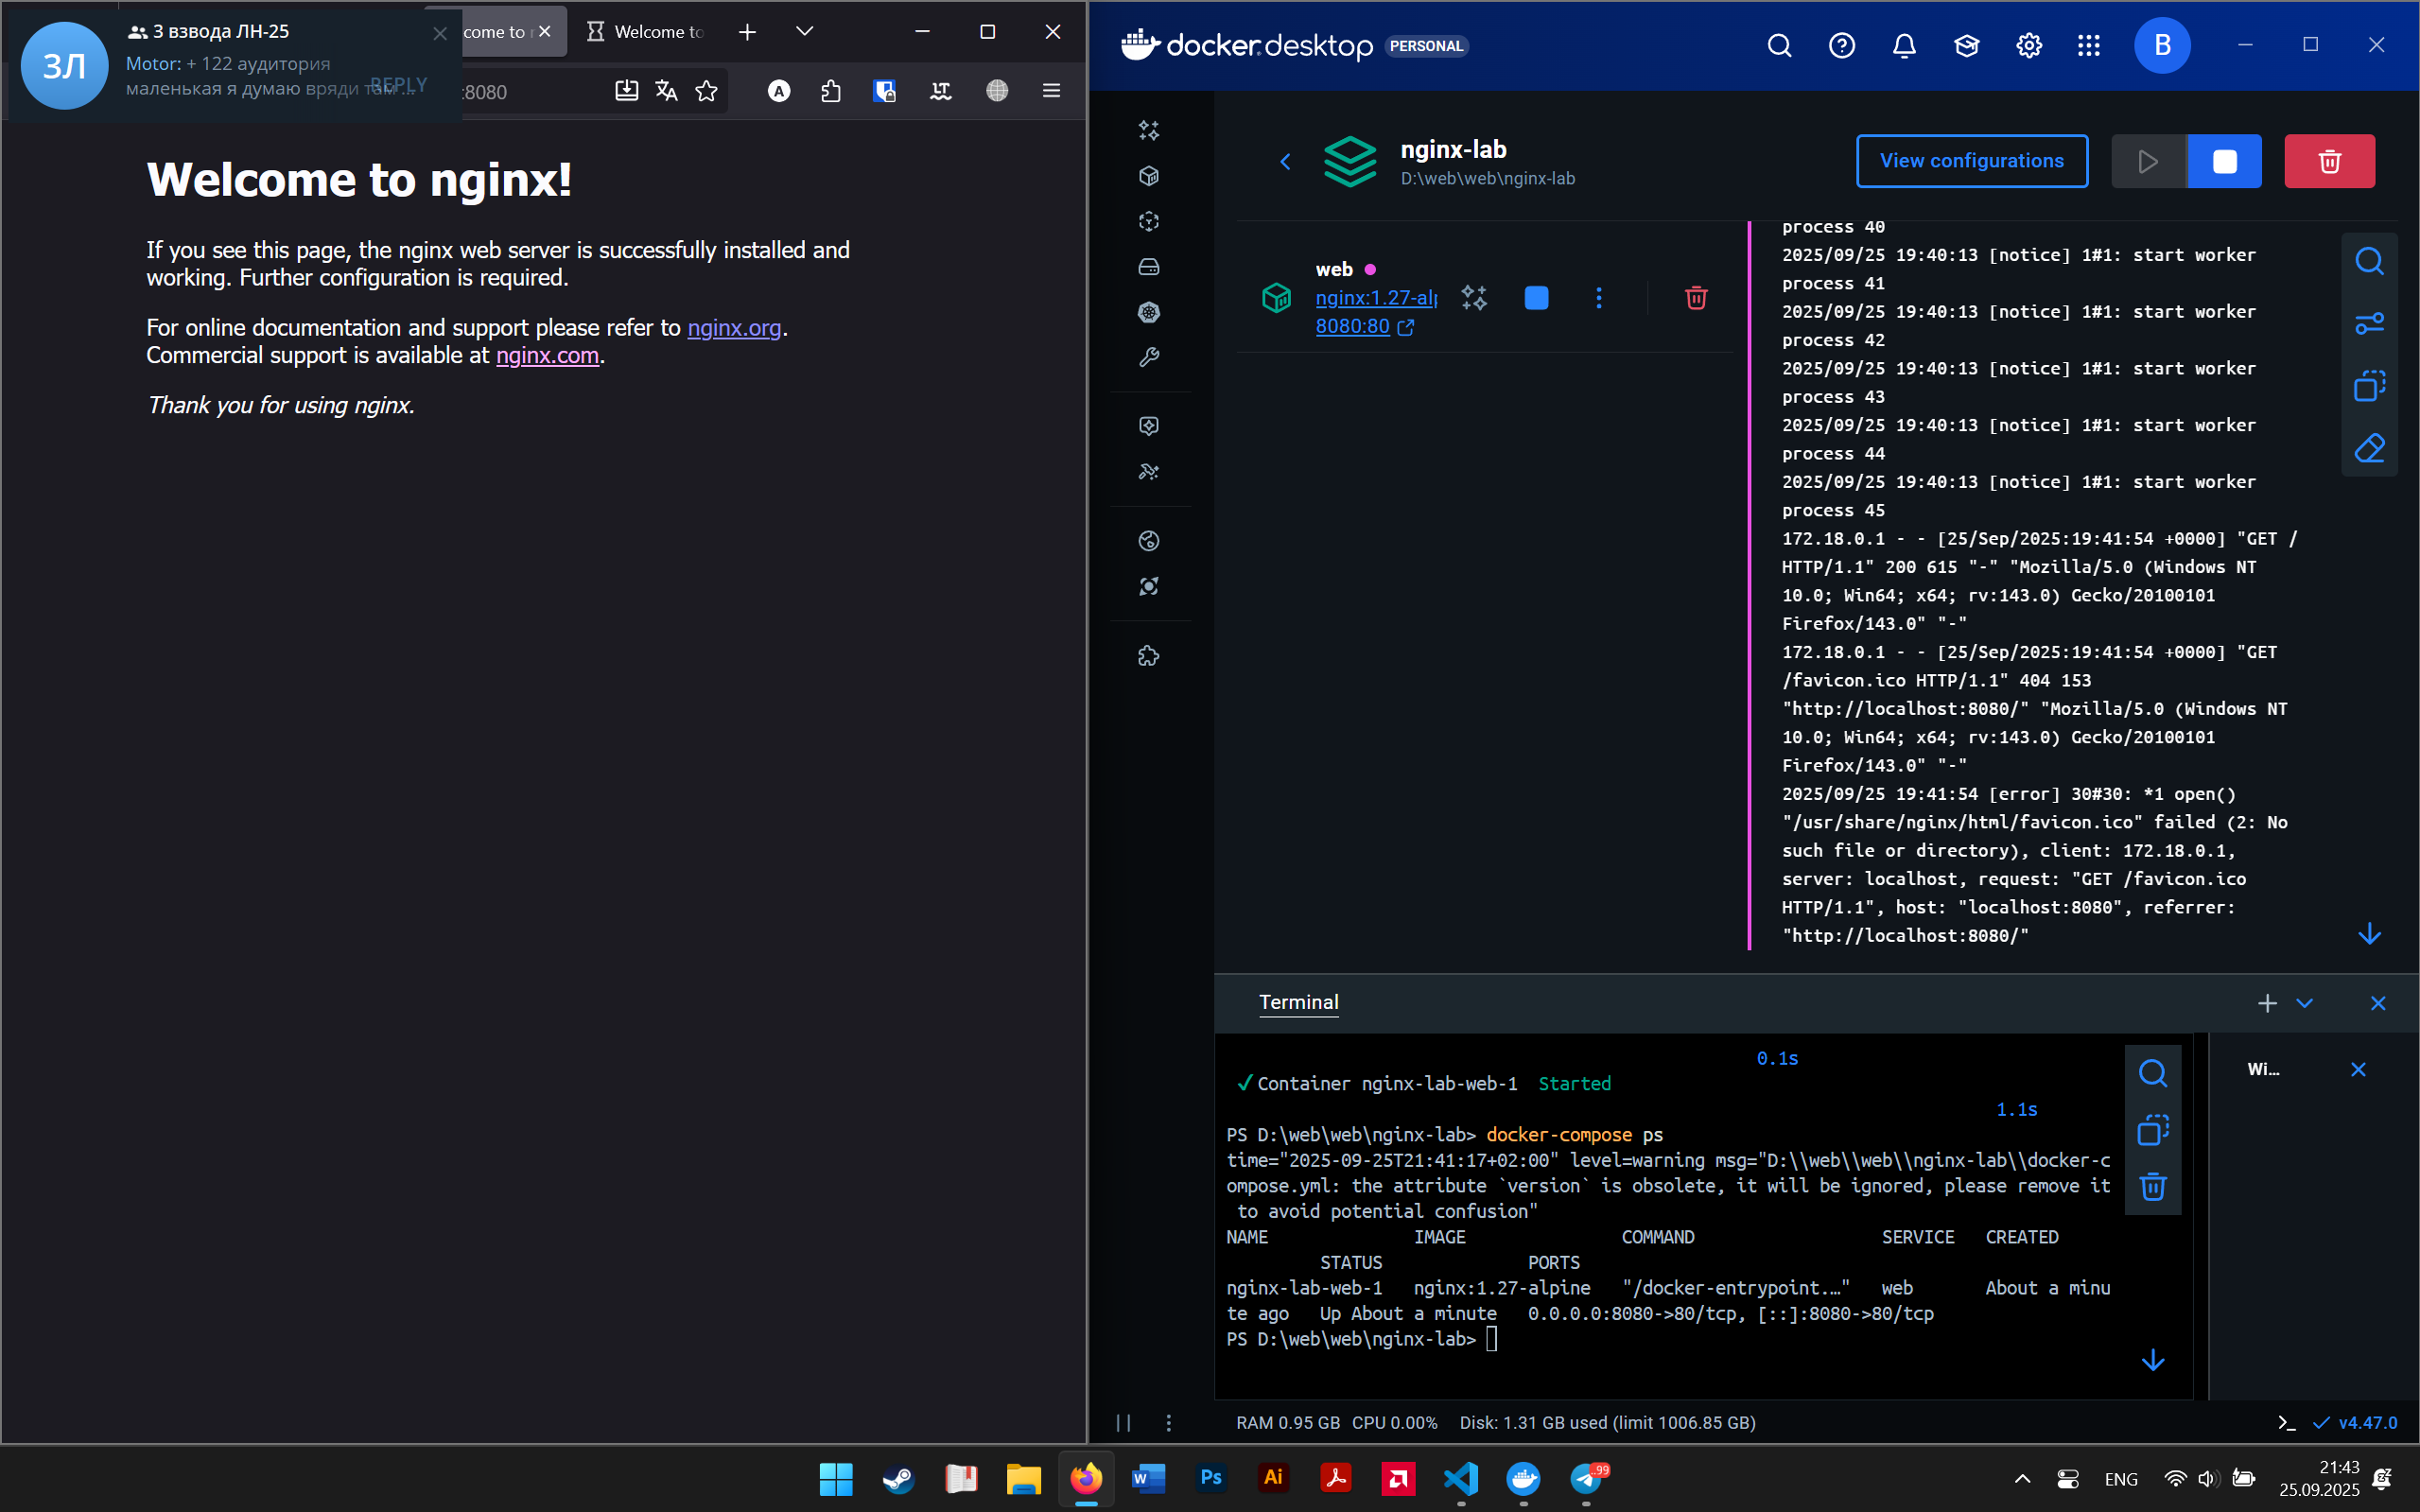 ЗЛ
3 взвода ЛН-25
Motor: + 122 аудитория
маленькая я думаю вряди там ...
REPLY
come to
Welcome to
:8080
Welcome to nginx!
If you see this page, the nginx web server is successfully installed and
working. Further configuration is required.
For online documentation and support please refer to nginx.org.
Commercial support is available at nginx.com.
Thank you for using nginx.
docker.desktop PERSONAL
B
nginx-lab
D:\web\web\nginx-lab
View configurations
web
nginx:1.27-alp
8080:80
process 40
2025/09/25 19:40:13 [notice] 1#1: start worker
process 41
2025/09/25 19:40:13 [notice] 1#1: start worker
process 42
2025/09/25 19:40:13 [notice] 1#1: start worker
process 43
2025/09/25 19:40:13 [notice] 1#1: start worker
process 44
2025/09/25 19:40:13 [notice] 1#1: start worker
process 45
172.18.0.1 - - [25/Sep/2025:19:41:54 +0000] "GET /
HTTP/1.1" 200 615 "-" "Mozilla/5.0 (Windows NT
10.0; Win64; x64; rv:143.0) Gecko/20100101
Firefox/143.0" "-"
172.18.0.1 - - [25/Sep/2025:19:41:54 +0000] "GET
/favicon.ico HTTP/1.1" 404 153
"http://localhost:8080/" "Mozilla/5.0 (Windows NT
10.0; Win64; x64; rv:143.0) Gecko/20100101
Firefox/143.0" "-"
2025/09/25 19:41:54 [error] 30#30: *1 open()
"/usr/share/nginx/html/favicon.ico" failed (2: No
such file or directory), client: 172.18.0.1,
server: localhost, request: "GET /favicon.ico
HTTP/1.1", host: "localhost:8080", referrer:
"http://localhost:8080/"
Terminal
Wi...
0.1s
✓Container nginx-lab-web-1 Started
1.1s
PS D:\web\web\nginx-lab> docker-compose ps
time="2025-09-25T21:41:17+02:00" level=warning msg="D:\\web\\web\\nginx-lab\\docker-c
ompose.yml: the attribute `version` is obsolete, it will be ignored, please remove it
to avoid potential confusion"
NAME IMAGE COMMAND SERVICE CREATED
STATUS PORTS
nginx-lab-web-1 nginx:1.27-alpine "/docker-entrypoint.…" web About a minu
te ago Up About a minute 0.0.0.0:8080->80/tcp, [::]:8080->80/tcp
PS D:\web\web\nginx-lab>
RAM 0.95 GB CPU 0.00% Disk: 1.31 GB used (limit 1006.85 GB)
v4.47.0
W
Ps
Ai
..99
ENG
21:43
25.09.2025